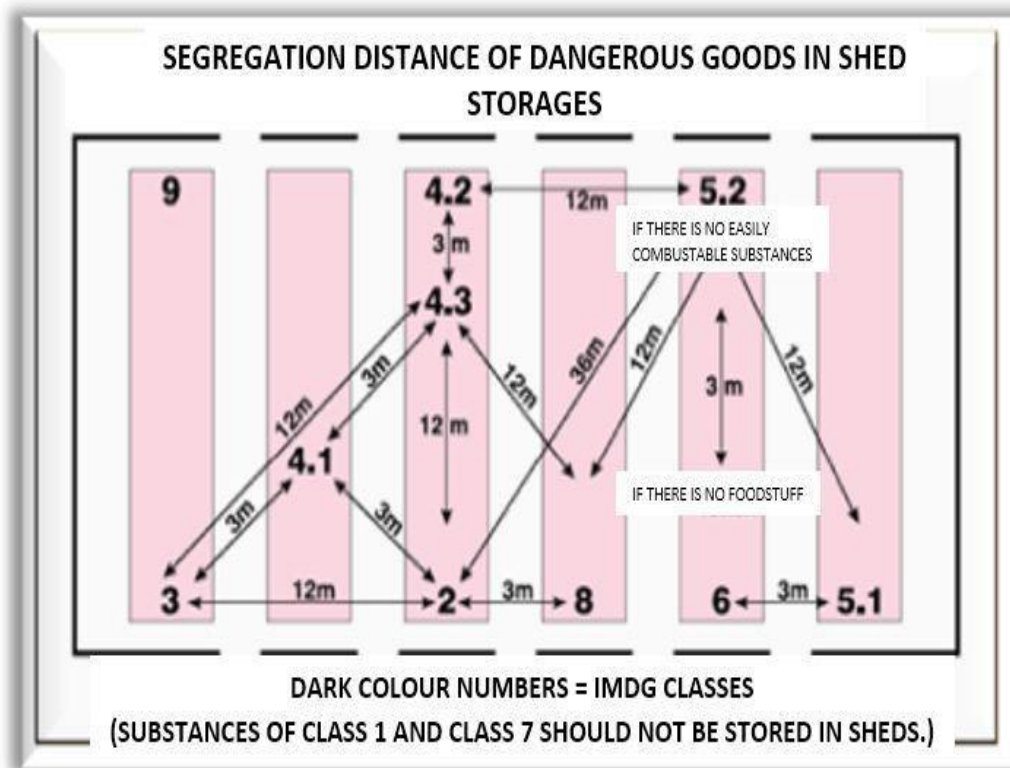 SEGREGATION DISTANCE OF DANGEROUS GOODS IN SHED
STORAGES
9
4.2
12m
5.2
IF THERE IS NO EASILY
COMBUSTABLE SUBSTANCES
3 m
4.3
12m
3m
12m
36m
12m
3 m
12m
12 m
4.1
3m
3m
IF THERE IS NO FOODSTUFF
3
12m
2
3m
8
6
3m
5.1
DARK COLOUR NUMBERS = IMDG CLASSES
(SUBSTANCES OF CLASS 1 AND CLASS 7 SHOULD NOT BE STORED IN SHEDS.)